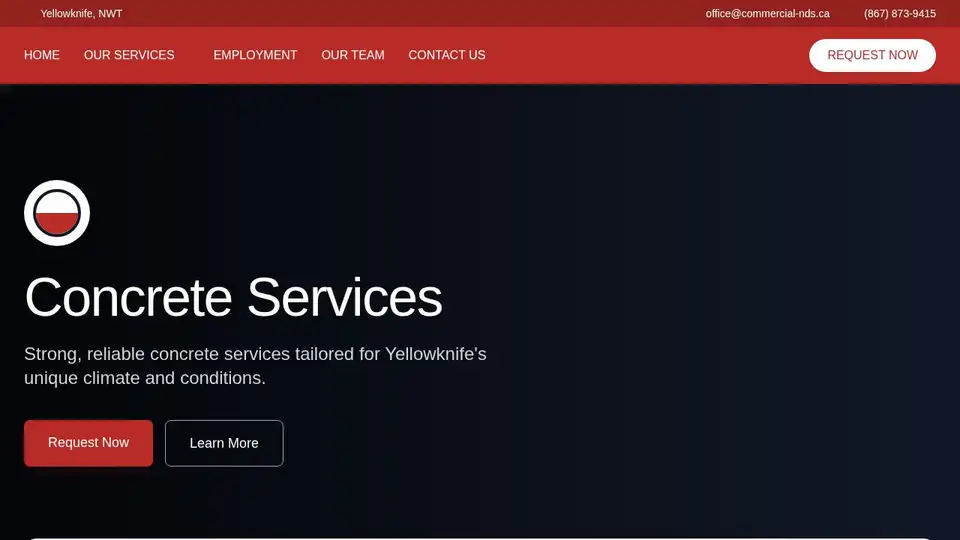 Yellowknife, NWT
office@commercial-nds.ca
(867) 873-9415
HOME
OUR SERVICES
EMPLOYMENT
OUR TEAM
CONTACT US
REQUEST NOW
Concrete Services
Strong, reliable concrete services tailored for Yellowknife's
unique climate and conditions.
Request Now
Learn More